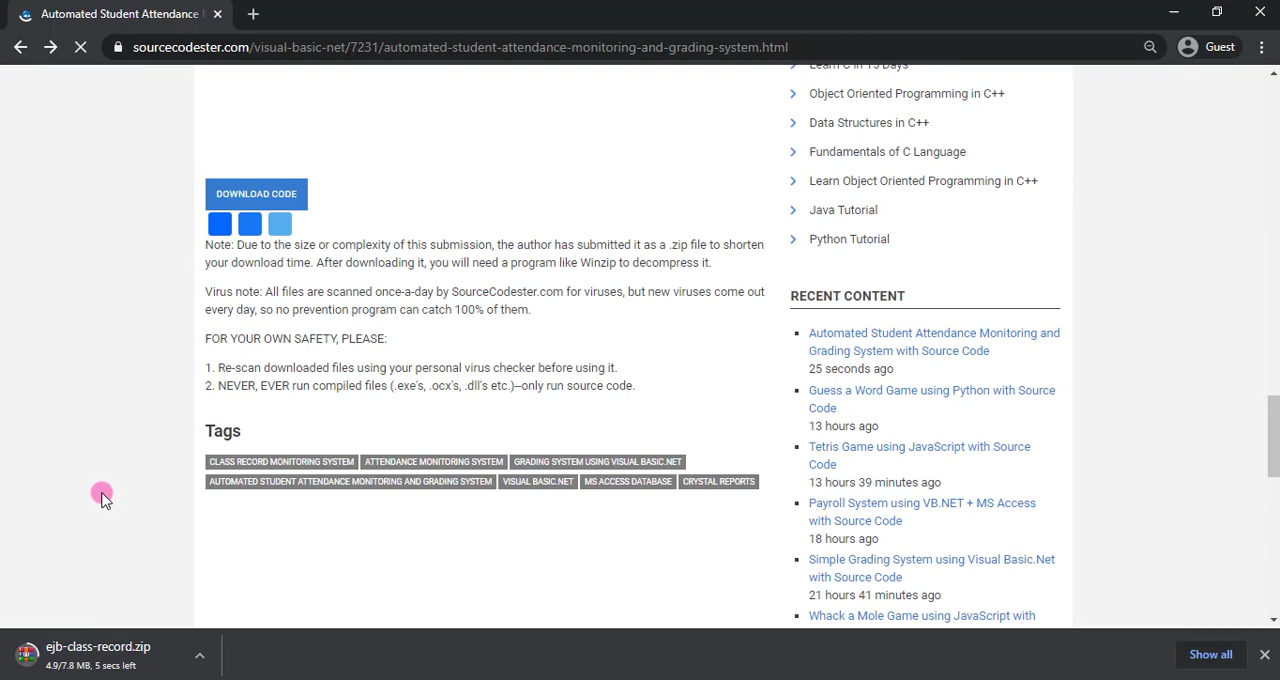 Automated Student Attendance
sourcecodester.com/visual-basic-net/7231/automated-student-attendance-monitoring-and-grading-system.html
Guest
DOWNLOAD CODE
Note: Due to the size or complexity of this submission, the author has submitted it as a .zip file to shorten
your download time. After downloading it, you will need a program like Winzip to decompress it.
Virus note: All files are scanned once-a-day by SourceCodester.com for viruses, but new viruses come out
every day, so no prevention program can catch 100% of them.
FOR YOUR OWN SAFETY, PLEASE:
1. Re-scan downloaded files using your personal virus checker before using it.
2. NEVER, EVER run compiled files (.exe's, .ocx's, .dll's etc.)--only run source code.
Tags
CLASS RECORD MONITORING SYSTEM ATTENDANCE MONITORING SYSTEM GRADING SYSTEM USING VISUAL BASIC.NET
AUTOMATED STUDENT ATTENDANCE MONITORING AND GRADING SYSTEM VISUAL BASIC.NET MS ACCESS DATABASE CRYSTAL REPORTS
Learn C in 15 Days
Object Oriented Programming in C++
Data Structures in C++
Fundamentals of C Language
Learn Object Oriented Programming in C++
Java Tutorial
Python Tutorial
RECENT CONTENT
Automated Student Attendance Monitoring and
Grading System with Source Code
25 seconds ago
Guess a Word Game using Python with Source
Code
13 hours ago
Tetris Game using JavaScript with Source
Code
13 hours 39 minutes ago
Payroll System using VB.NET + MS Access
with Source Code
18 hours ago
Simple Grading System using Visual Basic.Net
with Source Code
21 hours 41 minutes ago
Whack a Mole Game using JavaScript with
ejb-class-record.zip
4.9/7.8 MB, 5 secs left
Show all